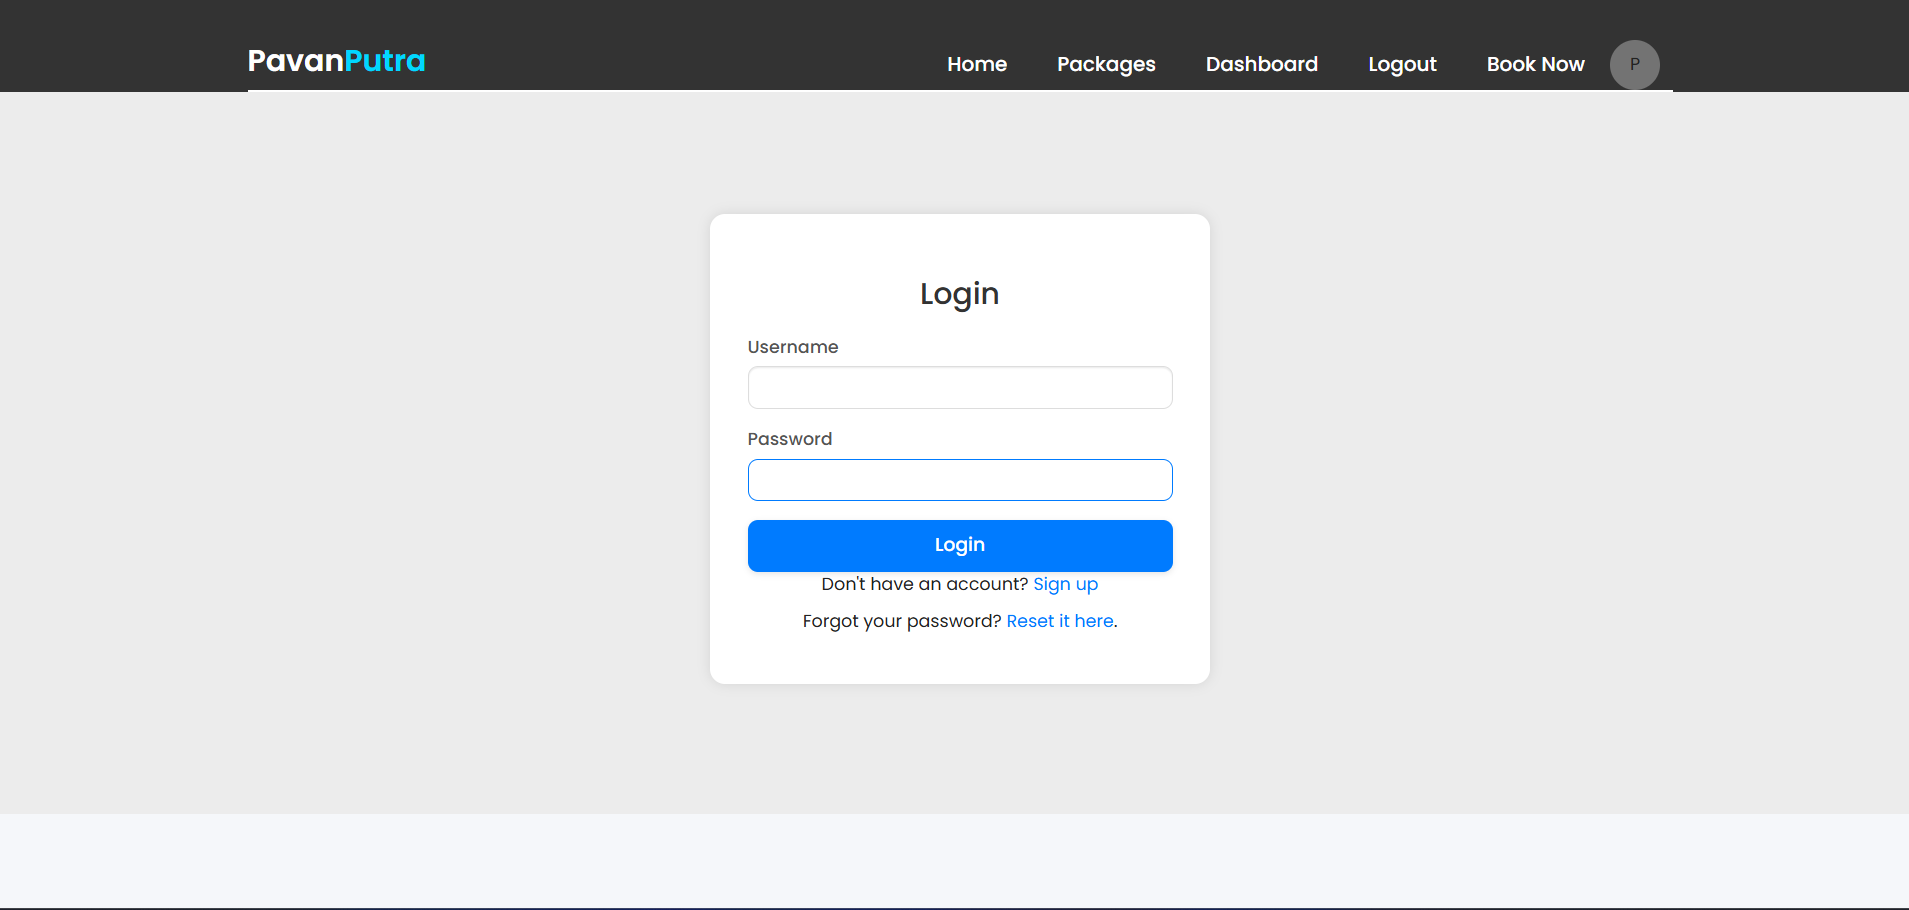 PavanPutra
Home Packages Dashboard Logout Book Now P
Login
Username
Password
Login
Don't have an account? Sign up
Forgot your password? Reset it here.